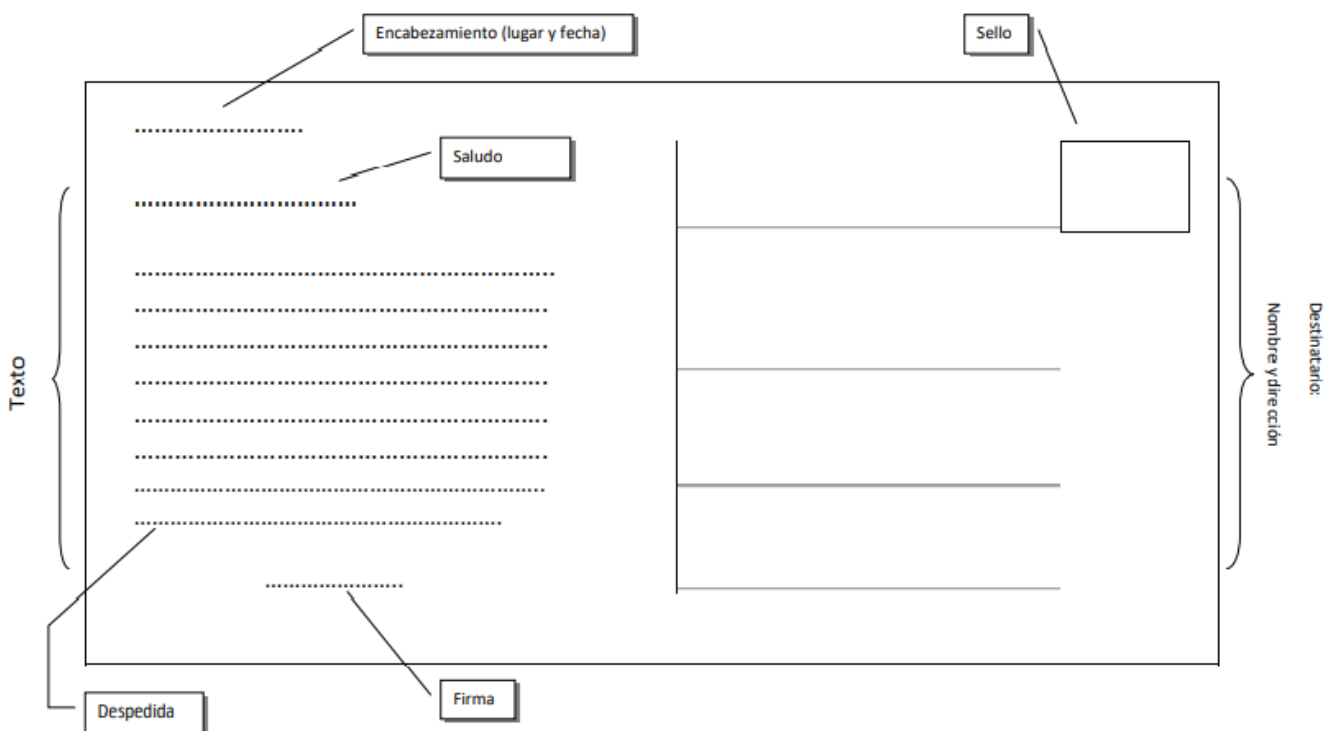 Encabezamiento (lugar y fecha)
Sello
Saludo
Texto
Destinatario:
Nombre y dirección
Firma
Despedida